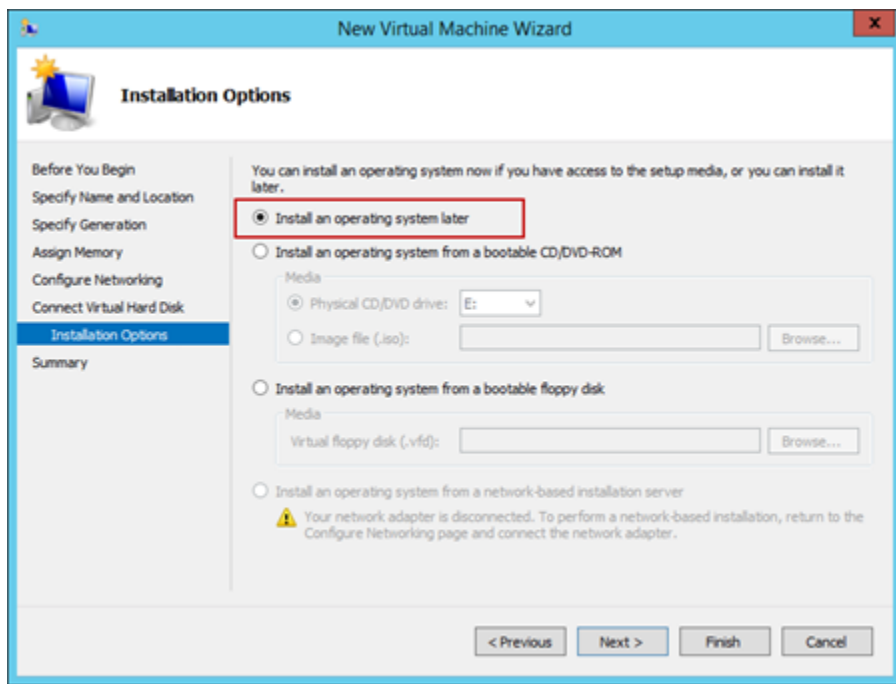 New Virtual Machine Wizard
x
Installation Options
Before You Begin
Specify Name and Location
Specify Generation
Assign Memory
Configure Networking
Connect Virtual Hard Disk
Installation Options
Summary
You can install an operating system now if you have access to the setup media, or you can install it
later.
Install an operating system later
Install an operating system from a bootable CD/DVD-ROM
Media
Physical CD/DVD drive: E:
Image file (.iso): Browse...
Install an operating system from a bootable floppy disk
Media
Virtual floppy disk (.vfd): Browse...
Install an operating system from a network-based installation server
Your network adapter is disconnected. To perform a network-based installation, return to the
Configure Networking page and connect the network adapter.
< Previous Next > Finish Cancel